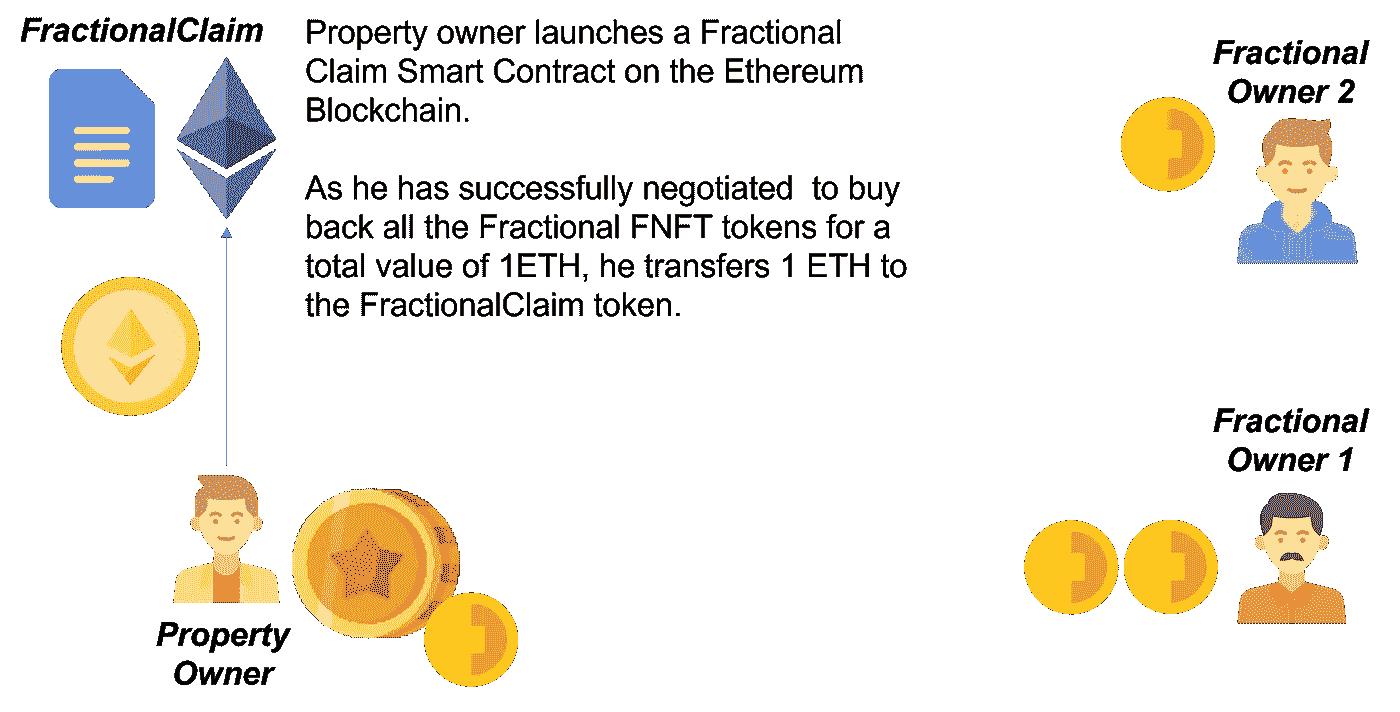 FractionalClaim
Property owner launches a Fractional
Claim Smart Contract on the Ethereum
Blockchain.
As he has successfully negotiated  to buy
back all the Fractional FNFT tokens for a
total value of 1ETH, he transfers 1 ETH to
the FractionalClaim token.
Fractional
Owner 2
Fractional
Owner 1
Property
Owner